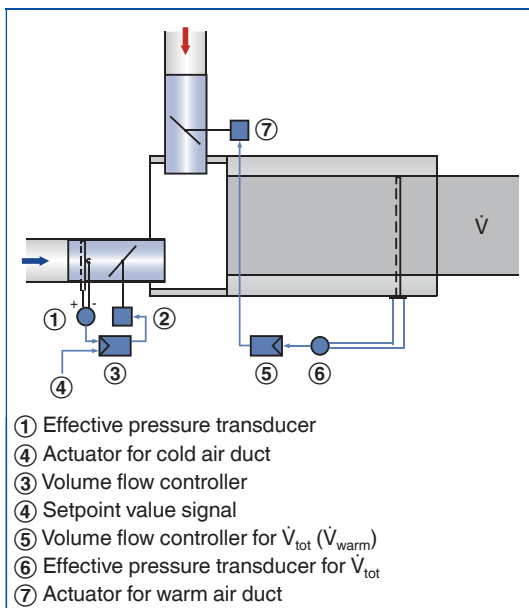 ⑦
V̇
+ -
① ②
③
④ ⑤ ⑥
① Effective pressure transducer
④ Actuator for cold air duct
③ Volume flow controller
④ Setpoint value signal
⑤ Volume flow controller for V̇tot (V̇warm)
⑥ Effective pressure transducer for V̇tot
⑦ Actuator for warm air duct